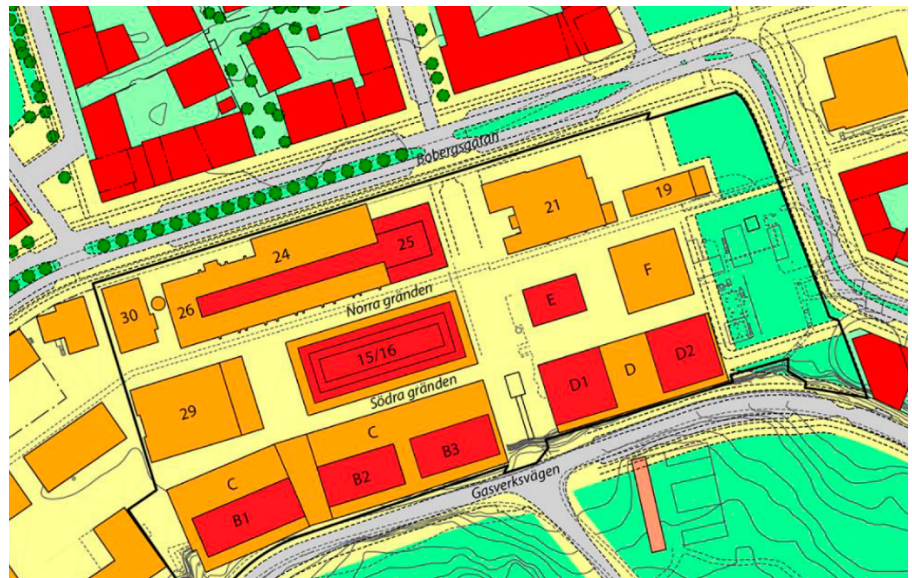 Bobergsgatan
19
21
24
25
F
E
30
26
Norra gränden
15/16
D2
D
D1
29
Södra gränden
C
B3
B2
C
B1
Gasverksvägen